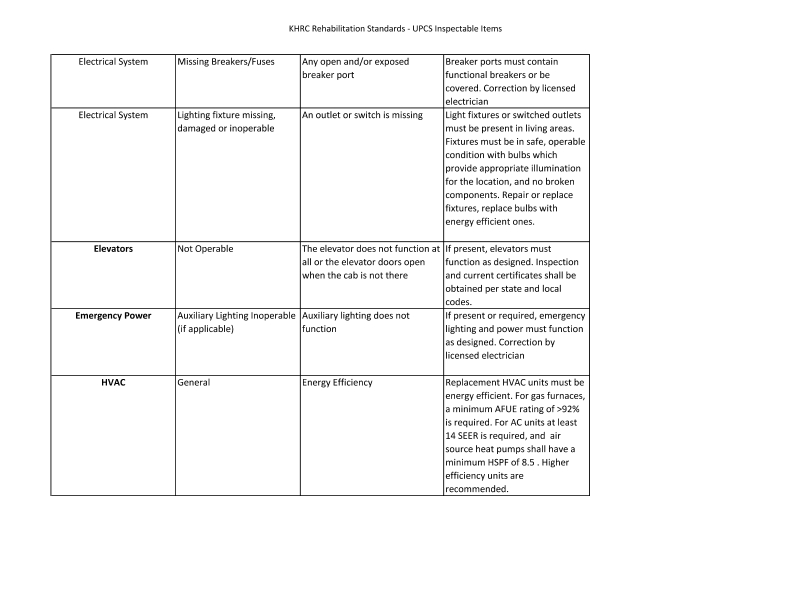 KHRC Rehabilitation Standards - UPCS Inspectable Items
Electrical System
Missing Breakers/Fuses
Any open and/or exposed
breaker port
Breaker ports must contain
functional breakers or be
covered. Correction by licensed
electrician
Electrical System
Lighting fixture missing,
damaged or inoperable
An outlet or switch is missing
Light fixtures or switched outlets
must be present in living areas.
Fixtures must be in safe, operable
condition with bulbs which
provide appropriate illumination
for the location, and no broken
components. Repair or replace
fixtures, replace bulbs with
energy efficient ones.
Elevators
Not Operable
The elevator does not function at
all or the elevator doors open
when the cab is not there
If present, elevators must
function as designed. Inspection
and current certificates shall be
obtained per state and local
codes.
Emergency Power
Auxiliary Lighting Inoperable
(if applicable)
Auxiliary lighting does not
function
If present or required, emergency
lighting and power must function
as designed. Correction by
licensed electrician
HVAC
General
Energy Efficiency
Replacement HVAC units must be
energy efficient. For gas furnaces,
a minimum AFUE rating of >92%
is required. For AC units at least
14 SEER is required, and  air
source heat pumps shall have a
minimum HSPF of 8.5 . Higher
efficiency units are
recommended.